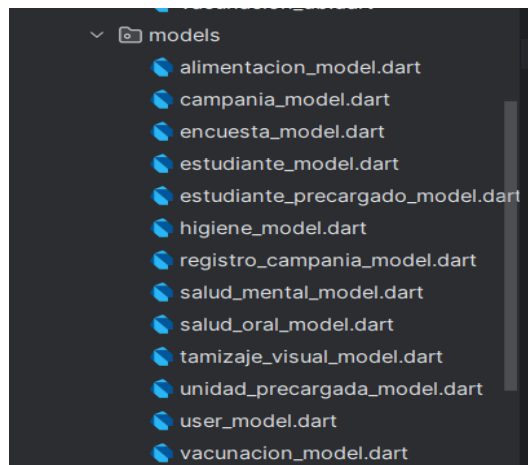 models
alimentacion_model.dart
campania_model.dart
encuesta_model.dart
estudiante_model.dart
estudiante_precargado_model.dart
higiene_model.dart
registro_campania_model.dart
salud_mental_model.dart
salud_oral_model.dart
tamizaje_visual_model.dart
unidad_precargada_model.dart
user_model.dart
vacunacion_model.dart